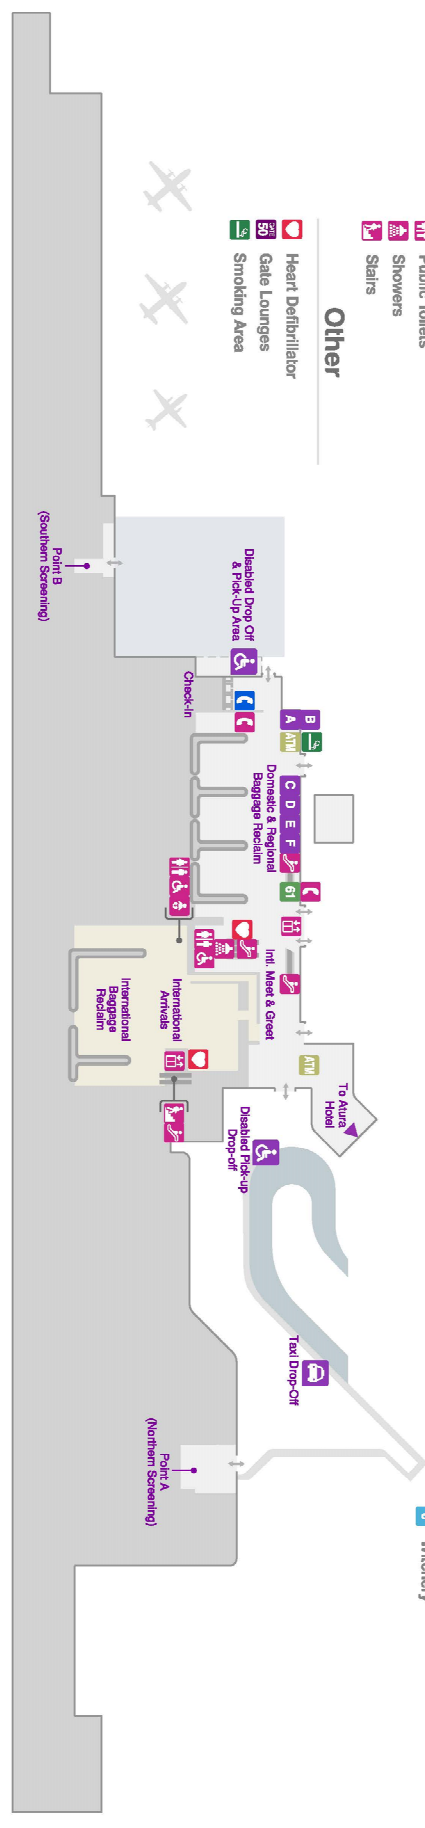 Showers
Stairs
Other
Heart Defibrillator
GATE
50
Gate Lounges
Smoking Area
Point B
(Southern Screening)
Disabled Drop Off
& Pick-Up Area
Check-In
B
A
ATM
Domestic & Regional
Baggage Reclaim
C
D
E
F
61
Intl. Meet & Greet
International
Arrivals
International
Baggage
Reclaim
ATM
To Atura
Hotel
Disabled Pick-up
Drop-off
Taxi Drop-Off
Point A
(Northern Screening)